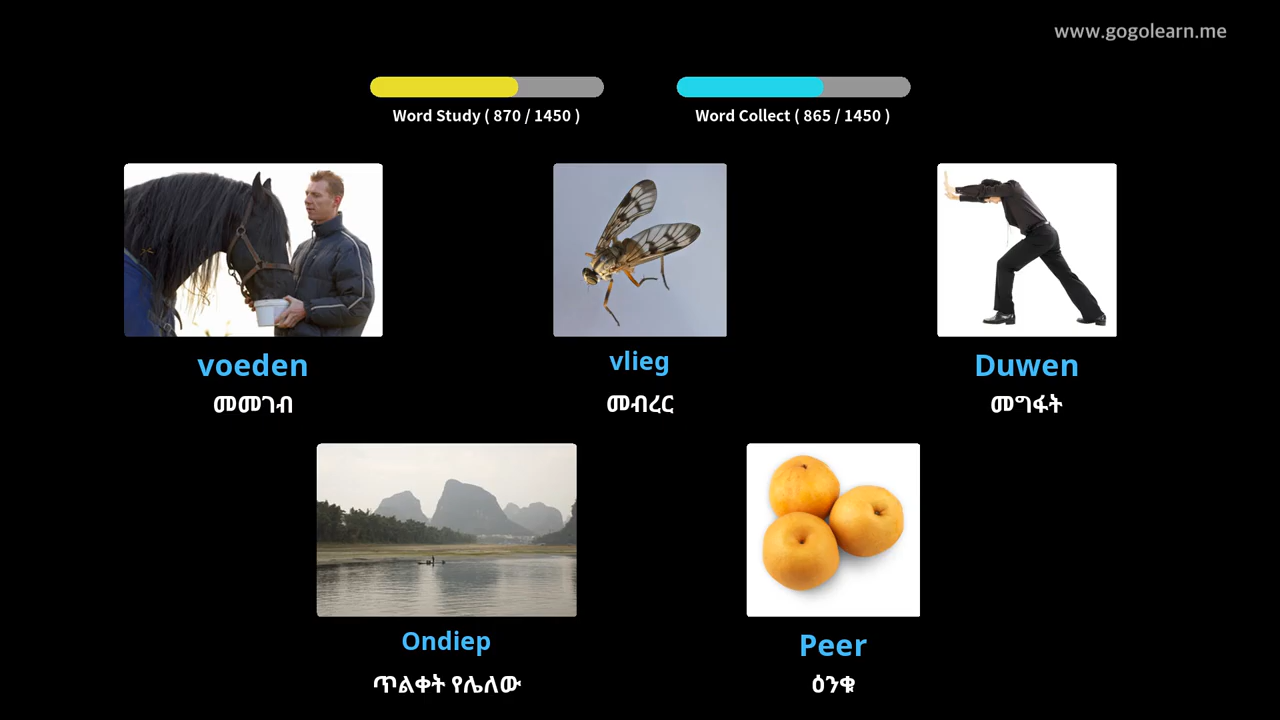 www.gogolearn.me
Word Study ( 870 / 1450 )
Word Collect ( 865 / 1450 )
voeden
መመገብ
vlieg
መብረር
Duwen
መግፋት
Ondiep
ጥልቀት የሌለው
Peer
ዕንቁ